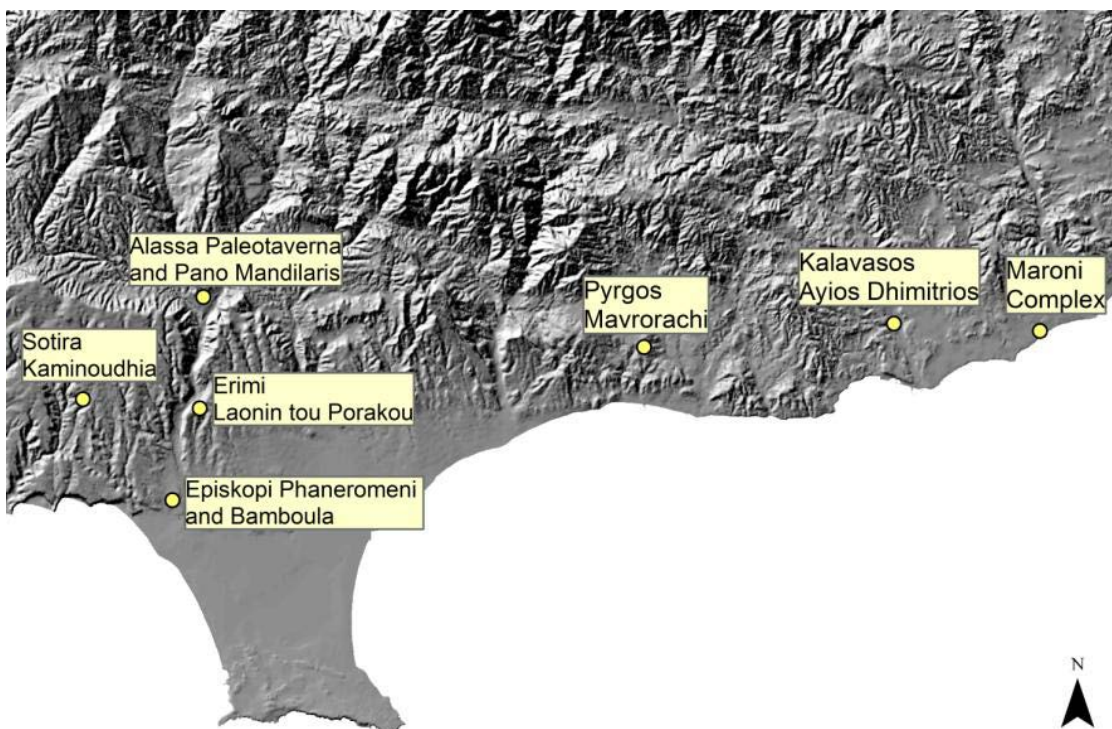 Alassa Paleotaverna
and Pano Mandilaris
Sotira
Kaminoudhia
Erimi
Laonin tou Porakou
Episkopi Phaneromeni
and Bamboula
Pyrgos
Mavrorachi
Kalavasos
Ayios Dhimitrios
Maroni
Complex
N